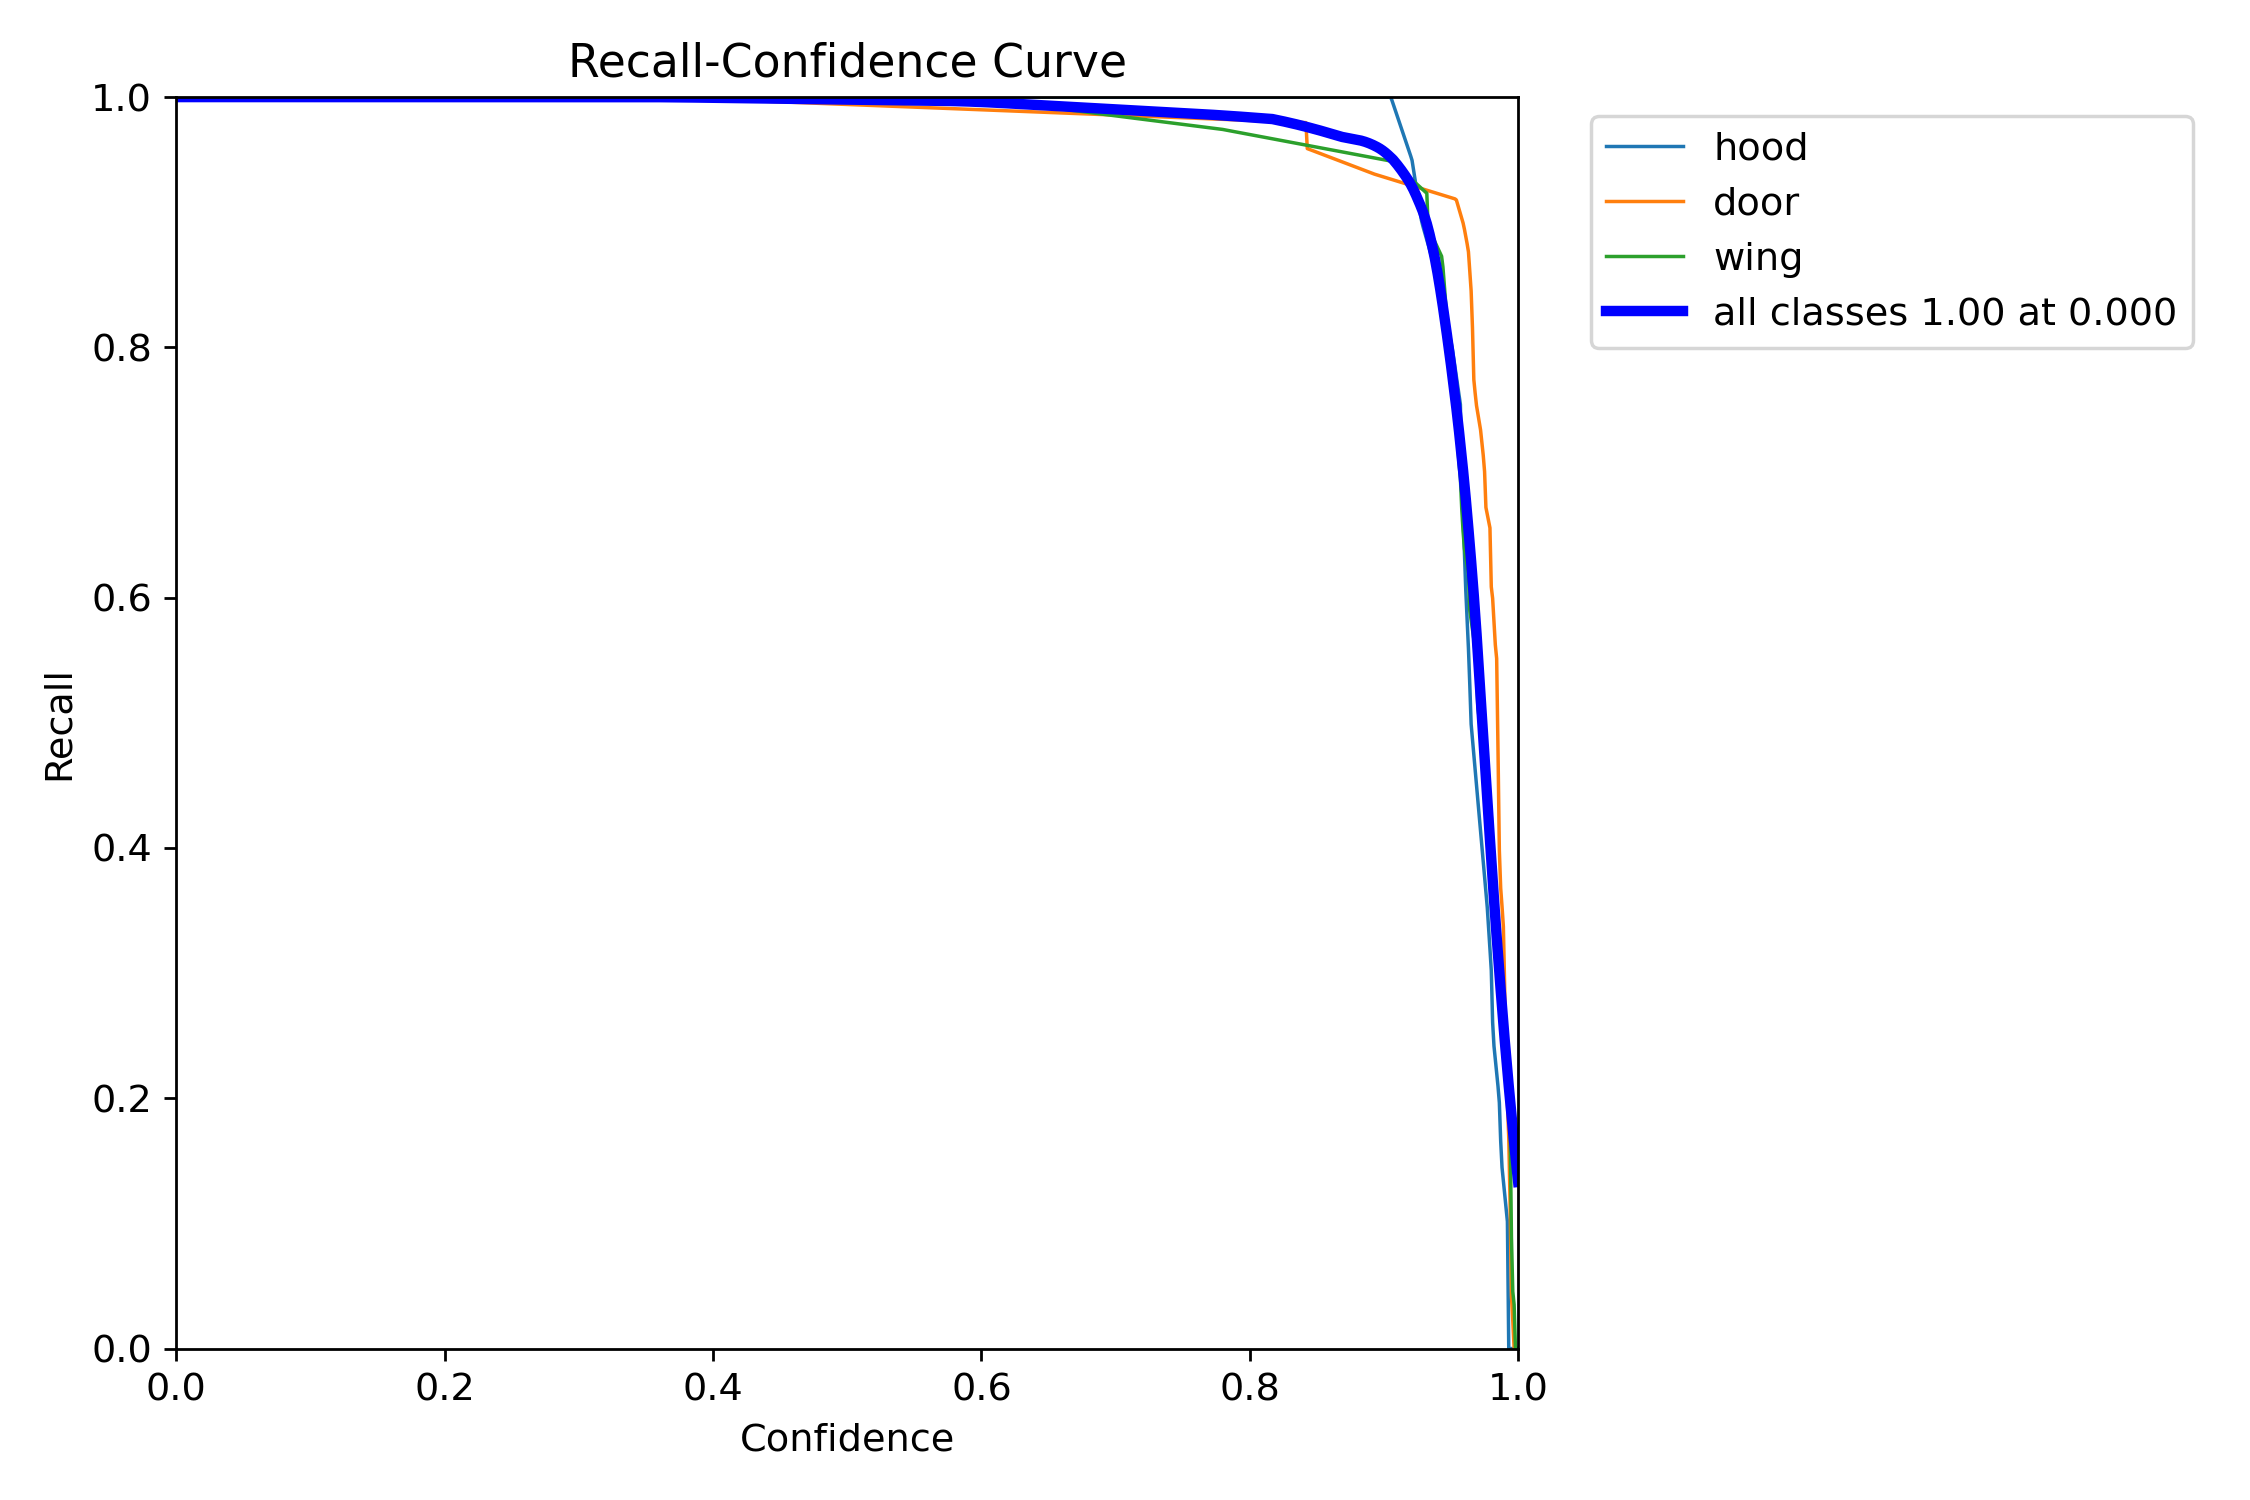 Recall-Confidence Curve
1.0
0.8
0.6
0.4
0.2
0.0
Recall
0.0 0.2 0.4 0.6 0.8 1.0
Confidence
hood
door
wing
all classes 1.00 at 0.000